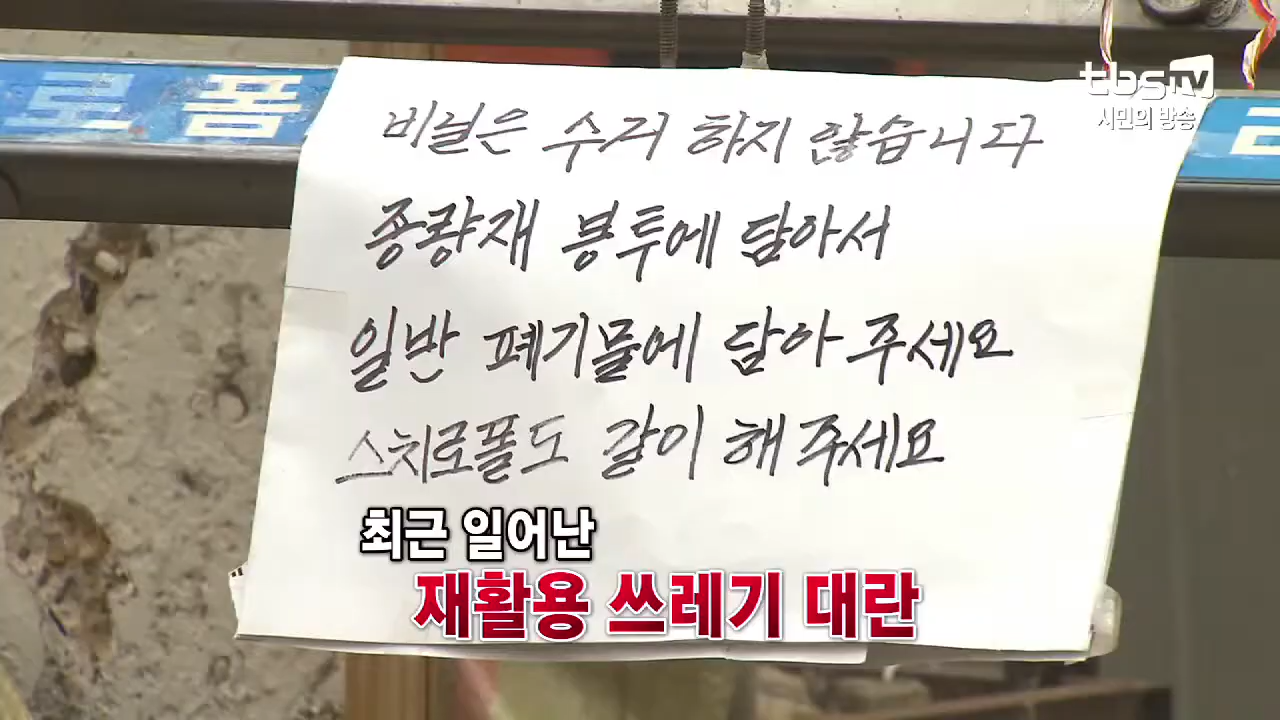 tbsTV
시민의 방송
로폼
비닐은 수거 하지 않습니다
종량재 봉투에 담아서
일반 폐기물에 담아 주세요
스치로폴도 같이 해 주세요
최근 일어난
재활용 쓰레기 대란